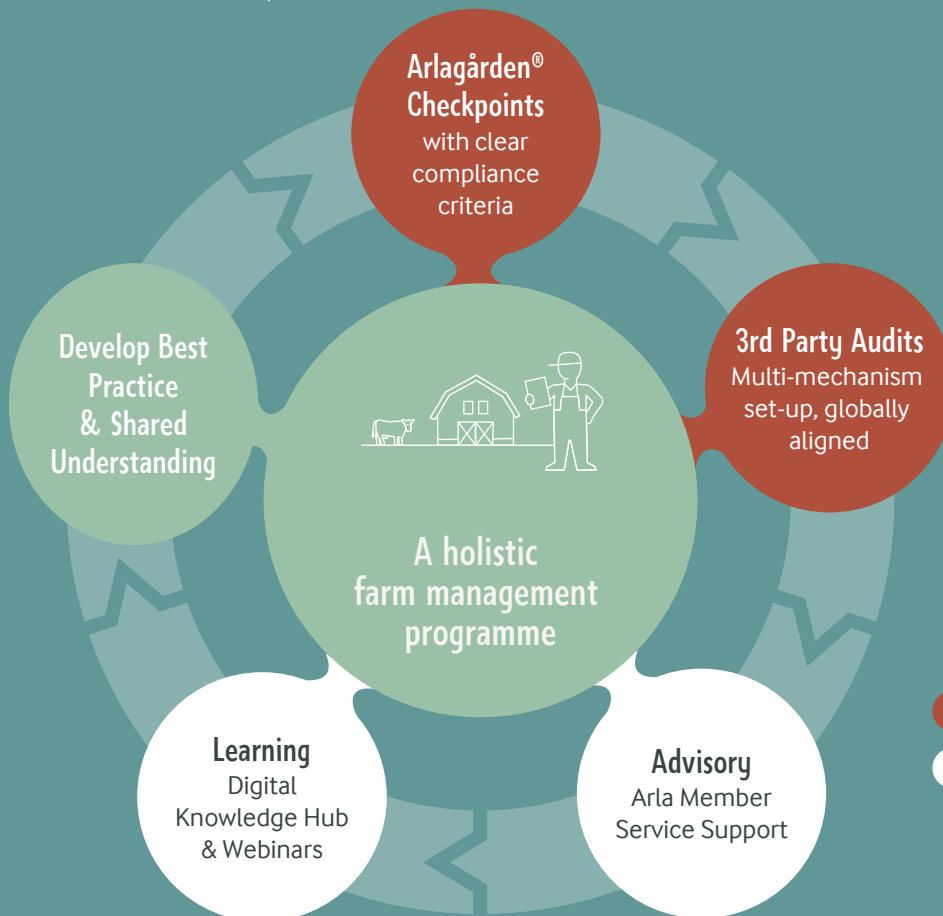 Arlagården®
Checkpoints
with clear
compliance
criteria
3rd Party Audits
Multi-mechanism
set-up, globally
aligned
Develop Best
Practice
& Shared
Understanding
A holistic
farm management
programme
Learning
Digital
Knowledge Hub
& Webinars
Advisory
Arla Member
Service Support